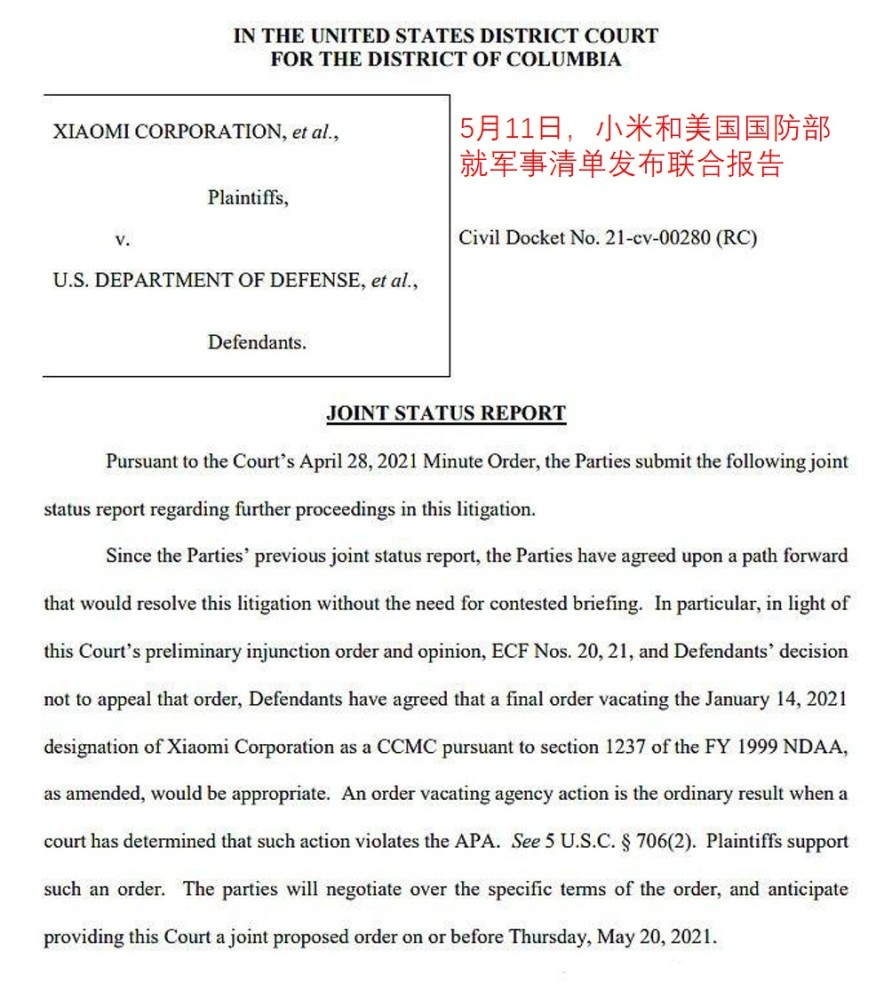 IN THE UNITED STATES DISTRICT COURT
FOR THE DISTRICT OF COLUMBIA
XIAOMI CORPORATION, et al.,
Plaintiffs,
v.
U.S. DEPARTMENT OF DEFENSE, et al.,
Defendants.
5月11日，小米和美国国防部
就军事清单发布联合报告
Civil Docket No. 21-cv-00280 (RC)
JOINT STATUS REPORT
Pursuant to the Court’s April 28, 2021 Minute Order, the Parties submit the following joint
status report regarding further proceedings in this litigation.
Since the Parties’ previous joint status report, the Parties have agreed upon a path forward
that would resolve this litigation without the need for contested briefing. In particular, in light of
this Court’s preliminary injunction order and opinion, ECF Nos. 20, 21, and Defendants’ decision
not to appeal that order, Defendants have agreed that a final order vacating the January 14, 2021
designation of Xiaomi Corporation as a CCMC pursuant to section 1237 of the FY 1999 NDAA,
as amended, would be appropriate. An order vacating agency action is the ordinary result when a
court has determined that such action violates the APA. See 5 U.S.C. § 706(2). Plaintiffs support
such an order. The parties will negotiate over the specific terms of the order, and anticipate
providing this Court a joint proposed order on or before Thursday, May 20, 2021.